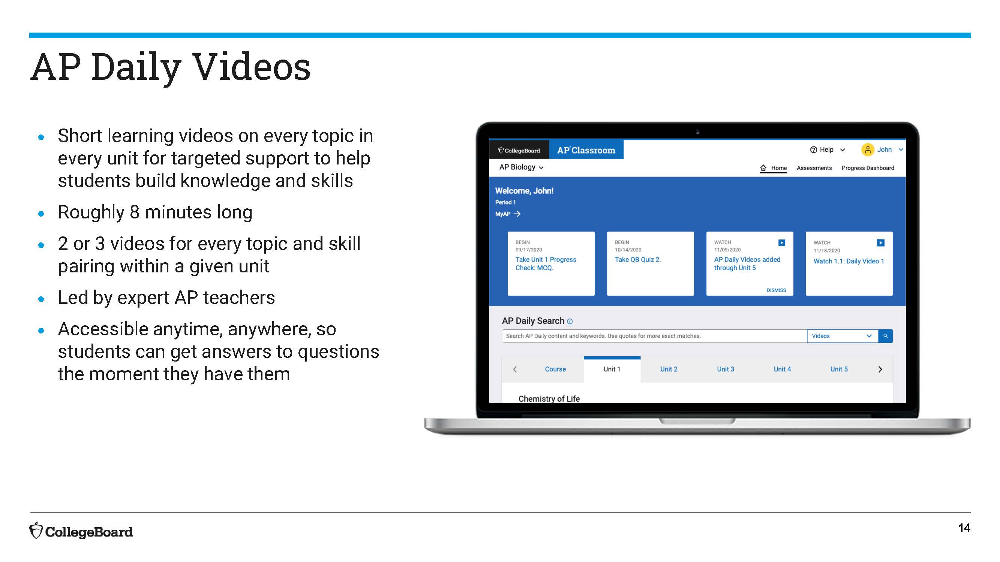 AP Daily Videos
• Short learning videos on every topic in
every unit for targeted support to help
students build knowledge and skills
• Roughly 8 minutes long
• 2 or 3 videos for every topic and skill
pairing within a given unit
• Led by expert AP teachers
• Accessible anytime, anywhere, so
students can get answers to questions
the moment they have them
CollegeBoard AP Classroom Help John
AP Biology Home Assessments Progress Dashboard
Welcome, John!
Period 1
MyAP →
BEGIN
09/17/2020
Take Unit 1 Progress
Check: MCQ.
BEGIN
10/14/2020
Take QB Quiz 2.
WATCH
11/09/2020
AP Daily Videos added
through Unit 5
DISMISS
WATCH
11/18/2020
Watch 1.1: Daily Video 1
AP Daily Search
Search AP Daily content and keywords. Use quotes for more exact matches. Videos
Course Unit 1 Unit 2 Unit 3 Unit 4 Unit 5
Chemistry of Life
CollegeBoard
14